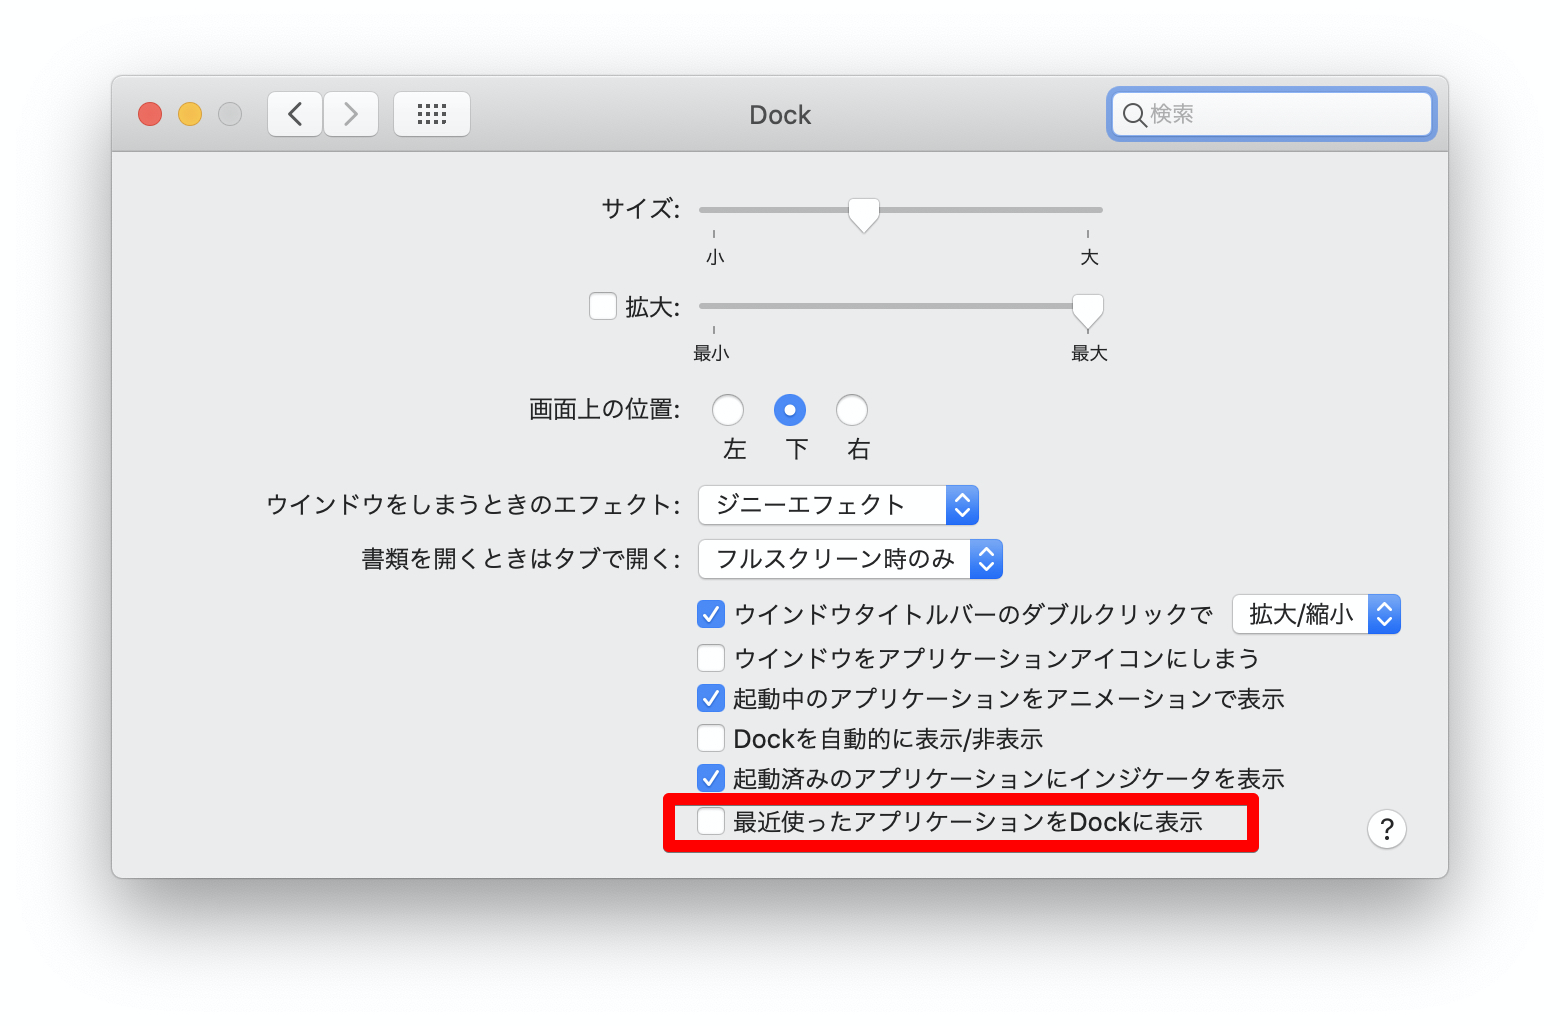 Dock
検索
サイズ:
小 大
拡大:
最小 最大
画面上の位置:
左 下 右
ウインドウをしまうときのエフェクト: ジニーエフェクト
書類を開くときはタブで開く: フルスクリーン時のみ
ウインドウタイトルバーのダブルクリックで 拡大/縮小
ウインドウをアプリケーションアイコンにしまう
起動中のアプリケーションをアニメーションで表示
Dockを自動的に表示/非表示
起動済みのアプリケーションにインジケータを表示
最近使ったアプリケーションをDockに表示
?